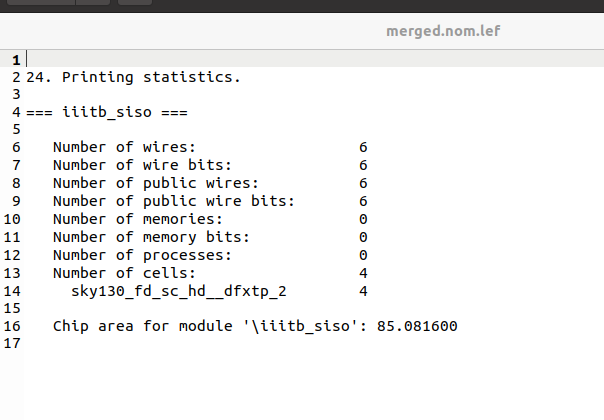 merged.nom.lef
1
2 24. Printing statistics.
3
4 === iiitb_siso ===
5
6 Number of wires: 6
7 Number of wire bits: 6
8 Number of public wires: 6
9 Number of public wire bits: 6
10 Number of memories: 0
11 Number of memory bits: 0
12 Number of processes: 0
13 Number of cells: 4
14 sky130_fd_sc_hd__dfxtp_2 4
15
16 Chip area for module '\iiitb_siso': 85.081600
17